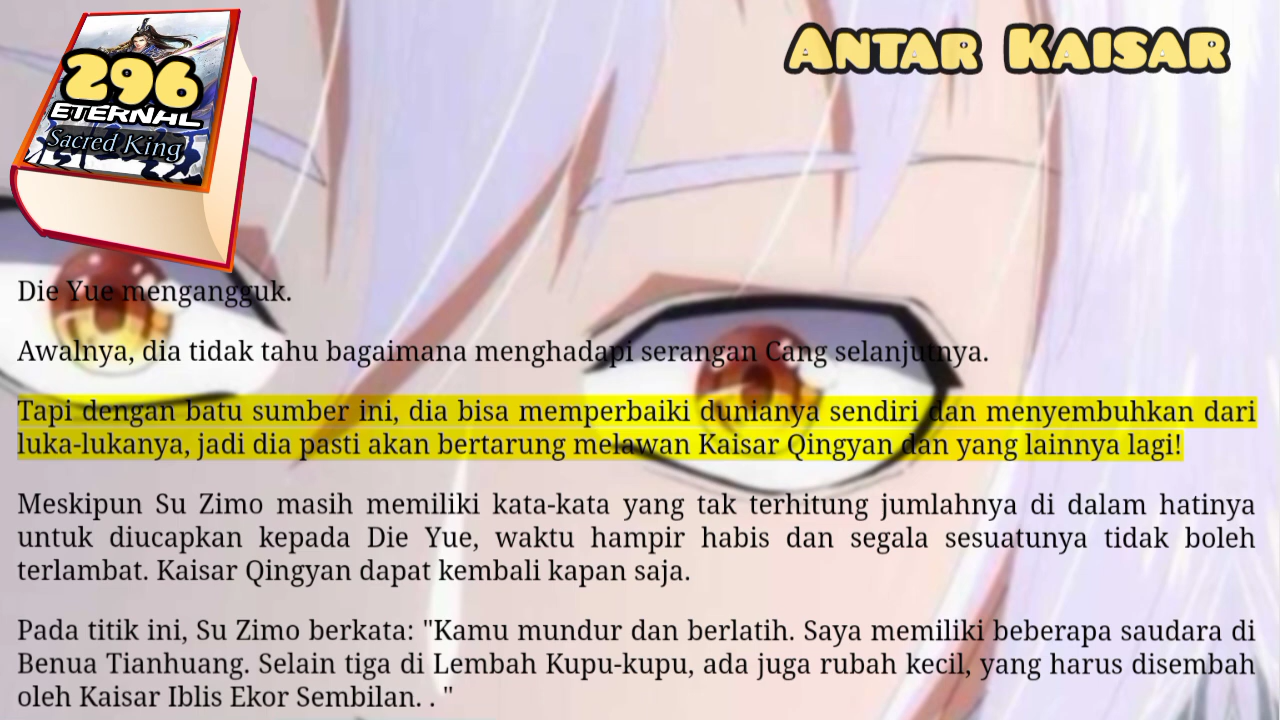 296
ETERNAL
Sacred King
Antar Kaisar
Die Yue mengangguk.
Awalnya, dia tidak tahu bagaimana menghadapi serangan Cang selanjutnya.
Tapi dengan batu sumber ini, dia bisa memperbaiki dunianya sendiri dan menyembuhkan dari
luka-lukanya, jadi dia pasti akan bertarung melawan Kaisar Qingyan dan yang lainnya lagi!
Meskipun Su Zimo masih memiliki kata-kata yang tak terhitung jumlahnya di dalam hatinya
untuk diucapkan kepada Die Yue, waktu hampir habis dan segala sesuatunya tidak boleh
terlambat. Kaisar Qingyan dapat kembali kapan saja.
Pada titik ini, Su Zimo berkata: "Kamu mundur dan berlatih. Saya memiliki beberapa saudara di
Benua Tianhuang. Selain tiga di Lembah Kupu-kupu, ada juga rubah kecil, yang harus disembah
oleh Kaisar Iblis Ekor Sembilan. . "